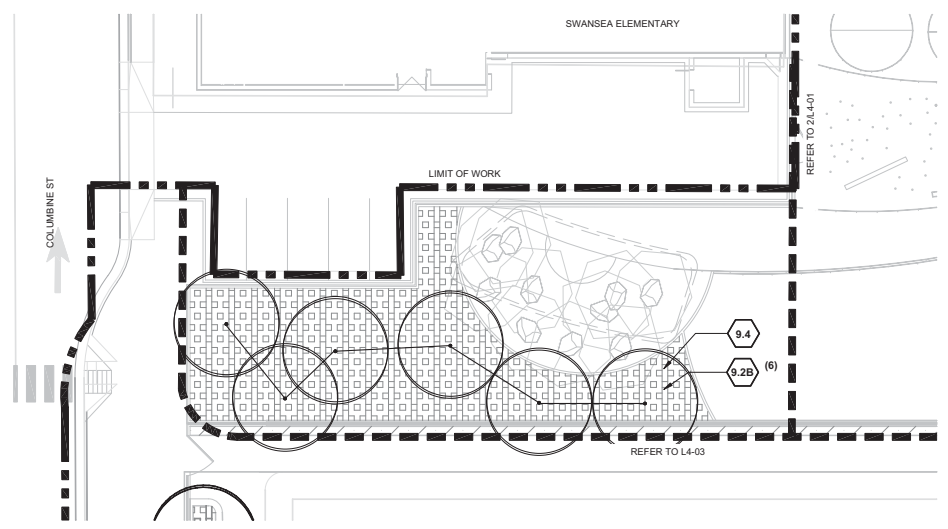 SWANSEA ELEMENTARY
REFER TO 2/L4-01
LIMIT OF WORK
COLUMBINE ST
9.4
9.2B
(6)
REFER TO L4-03